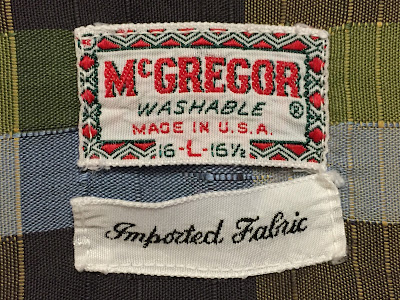 McGREGOR
WASHABLE ®
MADE IN U.S.A.
16-L-16½
Imported Fabric